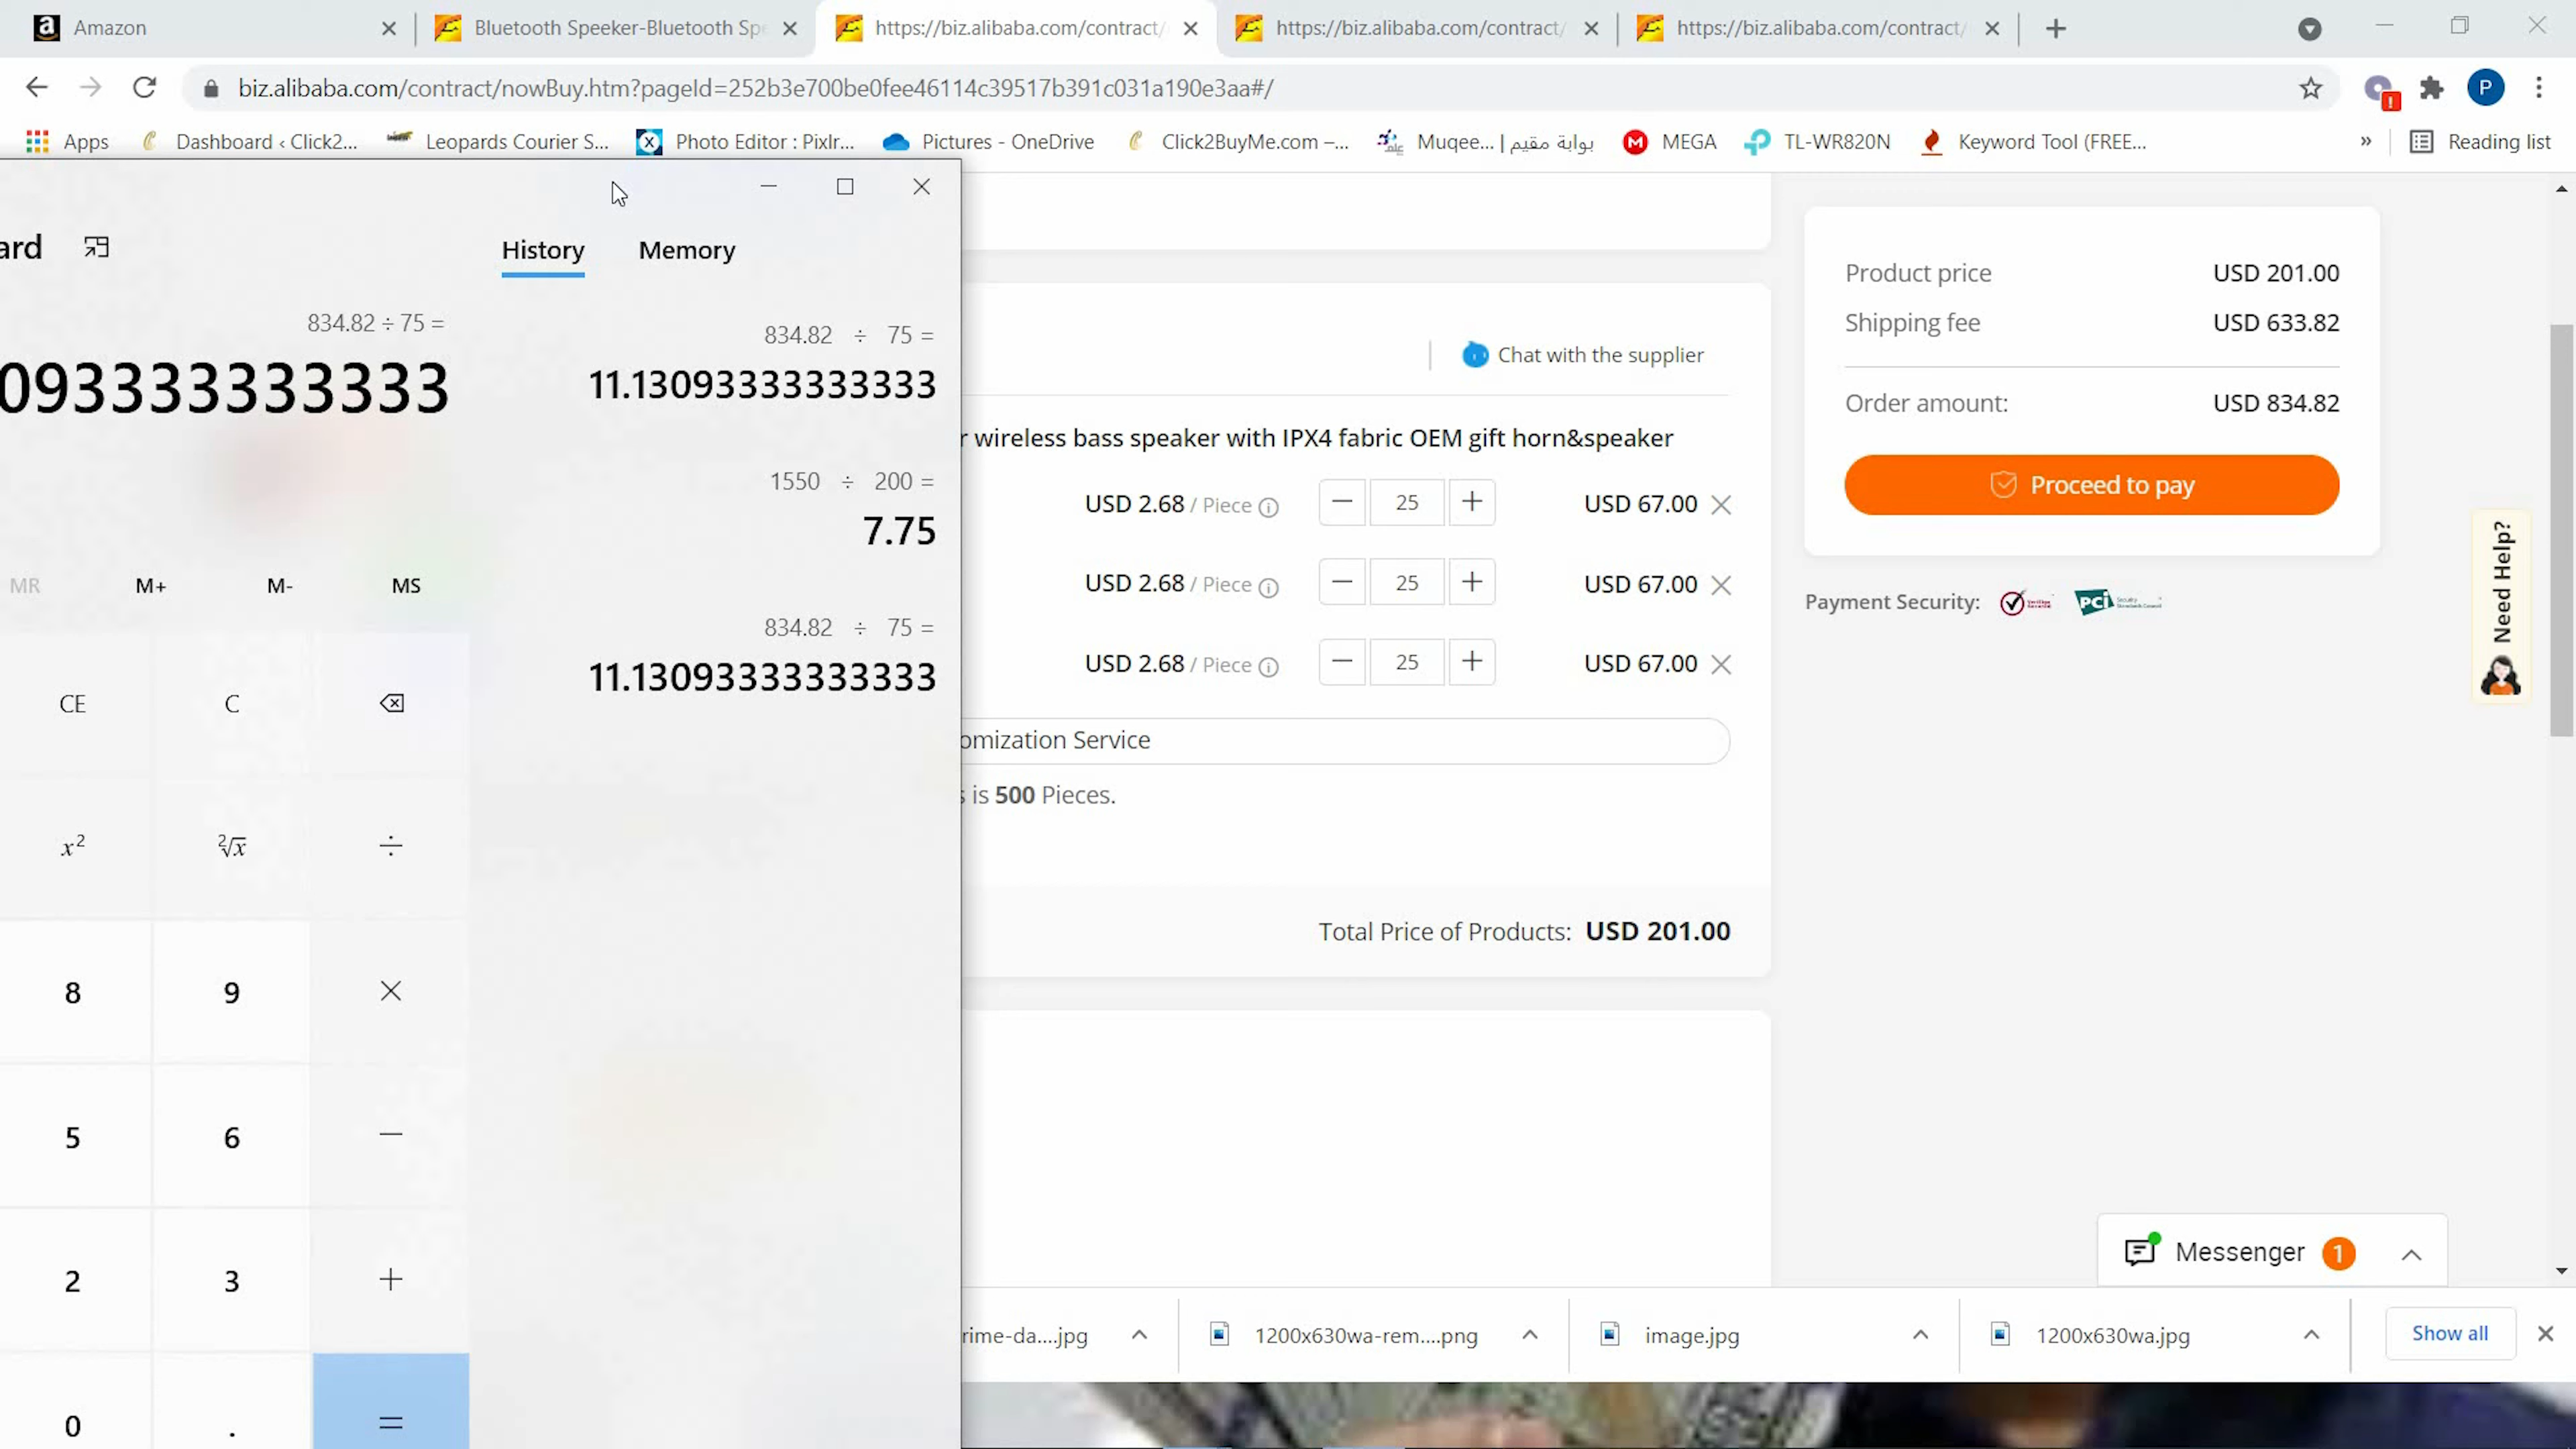 Amazon
Bluetooth Speeker-Bluetooth Spe
https://biz.alibaba.com/contract/
https://biz.alibaba.com/contract/
https://biz.alibaba.com/contract/
biz.alibaba.com/contract/nowBuy.htm?pageId=252b3e700be0fee46114c39517b391c031a190e3aa#/
P
Apps
Dashboard ‹ Click2...
Leopards Courier S...
Photo Editor : Pixlr...
Pictures - OneDrive
Click2BuyMe.com –...
Muqee... | بوابة مقيم
MEGA
TL-WR820N
Keyword Tool (FREE...
»
Reading list
ard
History
Memory
834.82 ÷ 75 =
093333333333
834.82 ÷ 75 =
11.13093333333333
1550 ÷ 200 =
7.75
834.82 ÷ 75 =
11.13093333333333
MR M+ M- MS
CE C
x² ²√x ÷
8 9 ×
5 6 −
2 3 +
0 . =
Chat with the supplier
r wireless bass speaker with IPX4 fabric OEM gift horn&speaker
USD 2.68 / Piece − 25 + USD 67.00
USD 2.68 / Piece − 25 + USD 67.00
USD 2.68 / Piece − 25 + USD 67.00
omization Service
s is 500 Pieces.
Total Price of Products: USD 201.00
Product price USD 201.00
Shipping fee USD 633.82
Order amount: USD 834.82
Proceed to pay
Payment Security:
PCI
Need Help?
Messenger 1
rime-da....jpg
1200x630wa-rem....png
image.jpg
1200x630wa.jpg
Show all